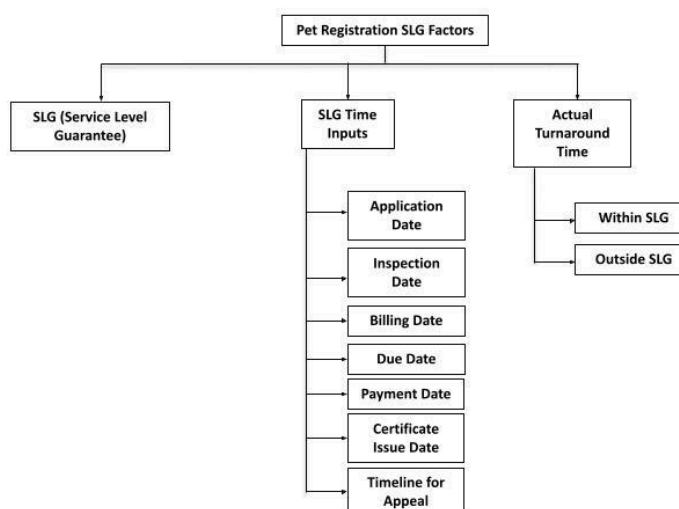 Pet Registration SLG Factors
SLG (Service Level
Guarantee)
SLG Time
Inputs
Actual
Turnaround
Time
Application
Date
Inspection
Date
Billing Date
Due Date
Payment Date
Certificate
Issue Date
Timeline for
Appeal
Within SLG
Outside SLG